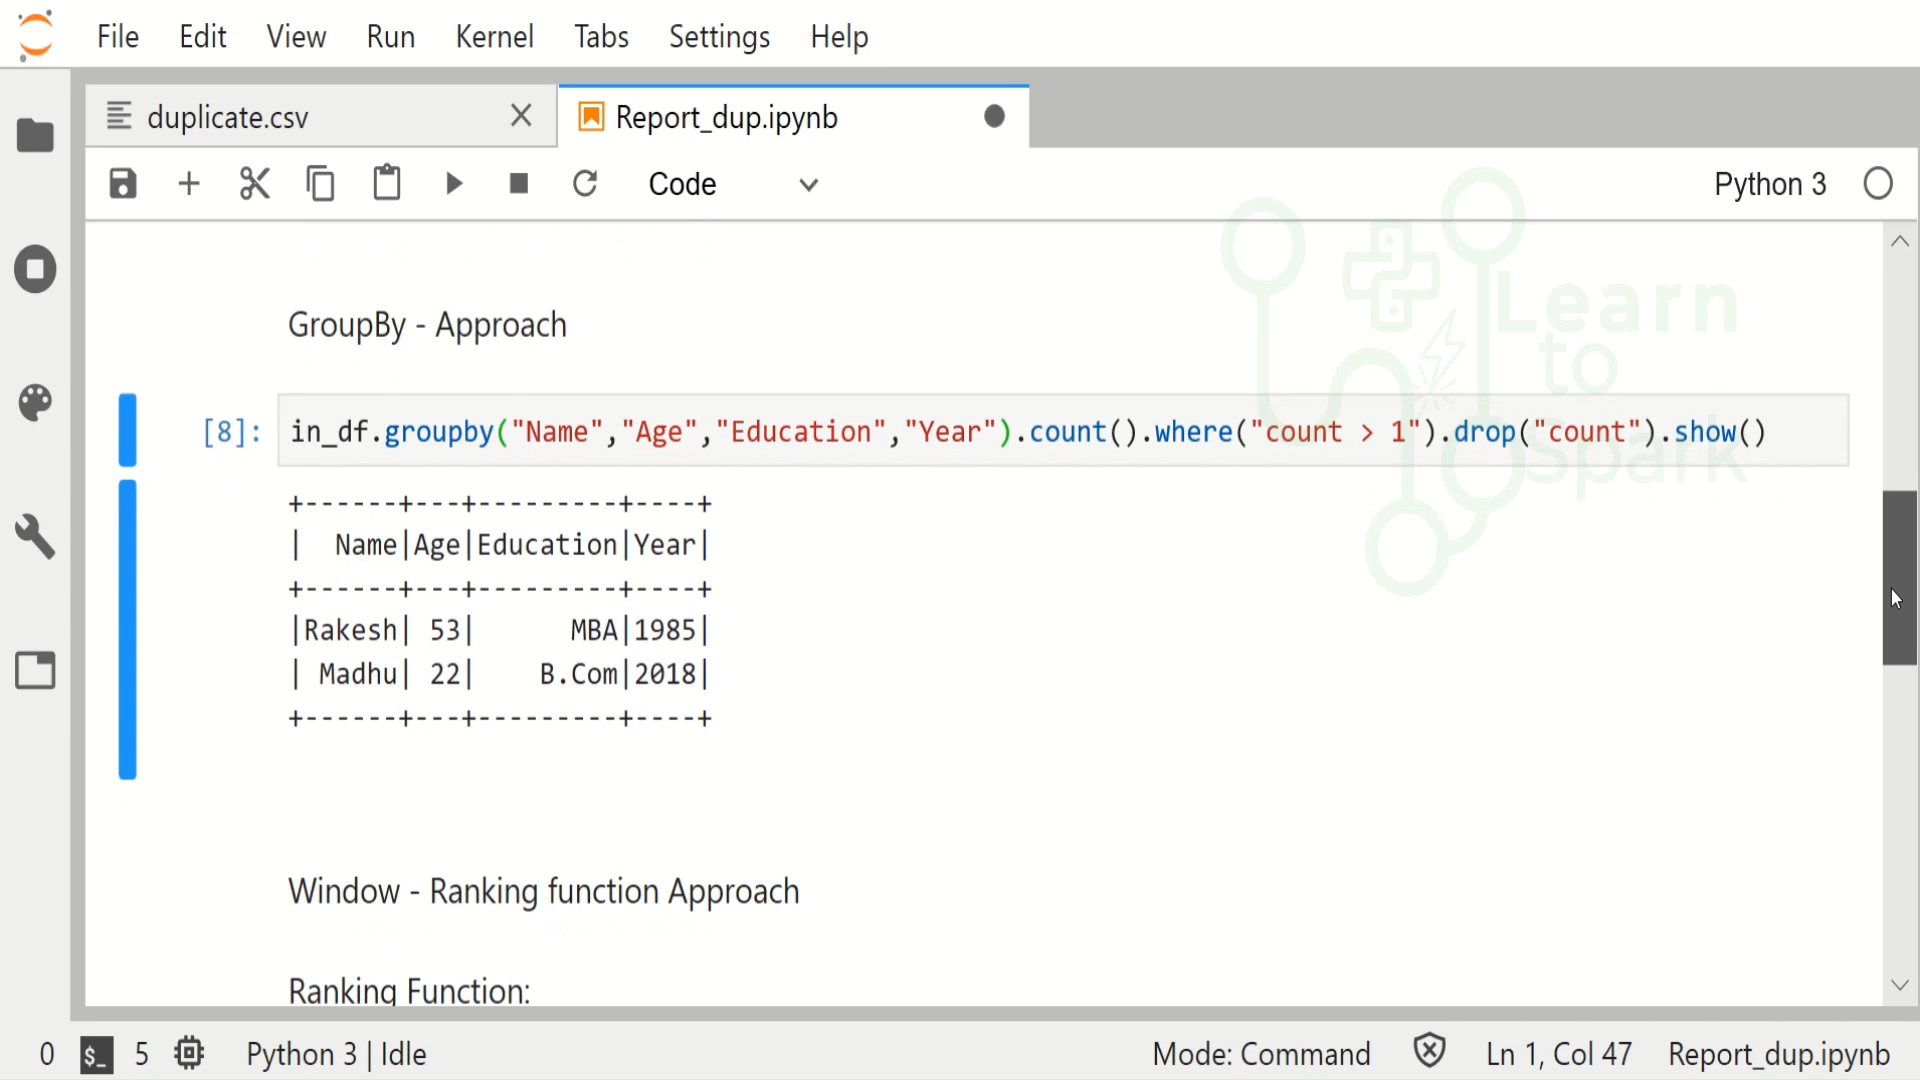 File Edit View Run Kernel Tabs Settings Help
duplicate.csv Report_dup.ipynb
Code Python 3
Learn
to
Spark
GroupBy - Approach
[8]: in_df.groupby("Name","Age","Education","Year").count().where("count > 1").drop("count").show()
+------+---+---------+----+
|  Name|Age|Education|Year|
+------+---+---------+----+
|Rakesh| 53|      MBA|1985|
| Madhu| 22|    B.Com|2018|
+------+---+---------+----+
Window - Ranking function Approach
Ranking Function:
0 $_ 5 Python 3 | Idle Mode: Command Ln 1, Col 47 Report_dup.ipynb